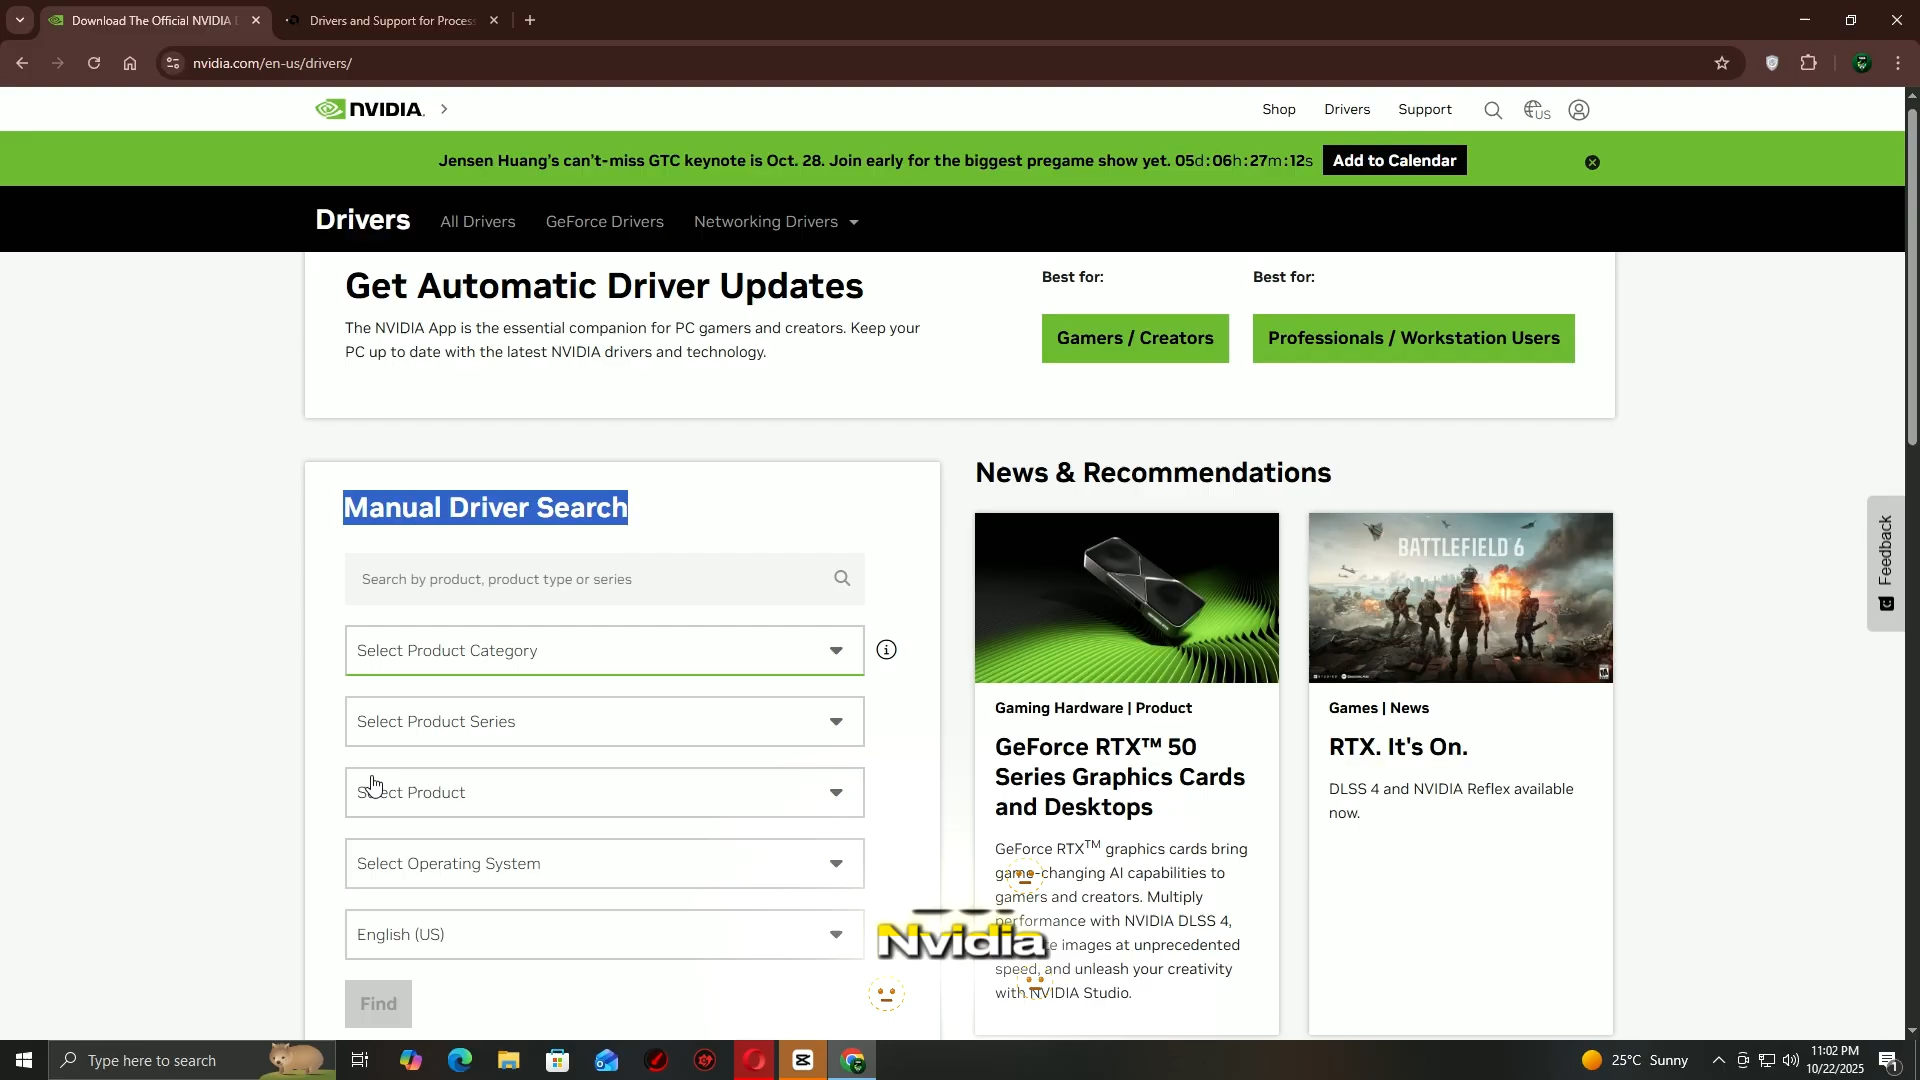 Download The Official NVIDIA D
Drivers and Support for Process
nvidia.com/en-us/drivers/
NVIDIA.
Shop
Drivers
Support
US
Jensen Huang's can't-miss GTC keynote is Oct. 28. Join early for the biggest pregame show yet. 05d:06h:27m:12s
Add to Calendar
Drivers
All Drivers
GeForce Drivers
Networking Drivers
Get Automatic Driver Updates
The NVIDIA App is the essential companion for PC gamers and creators. Keep your
PC up to date with the latest NVIDIA drivers and technology.
Best for:
Gamers / Creators
Best for:
Professionals / Workstation Users
Manual Driver Search
Search by product, product type or series
Select Product Category
Select Product Series
Select Product
Select Operating System
English (US)
Find
News & Recommendations
Gaming Hardware | Product
GeForce RTX™ 50
Series Graphics Cards
and Desktops
GeForce RTX™ graphics cards bring
game-changing AI capabilities to
gamers and creators. Multiply
performance with NVIDIA DLSS 4,
images at unprecedented
speed, and unleash your creativity
with NVIDIA Studio.
BATTLEFIELD 6
Games | News
RTX. It's On.
DLSS 4 and NVIDIA Reflex available
now.
Feedback
Nvidia
Type here to search
25°C Sunny
11:02 PM
10/22/2025
1